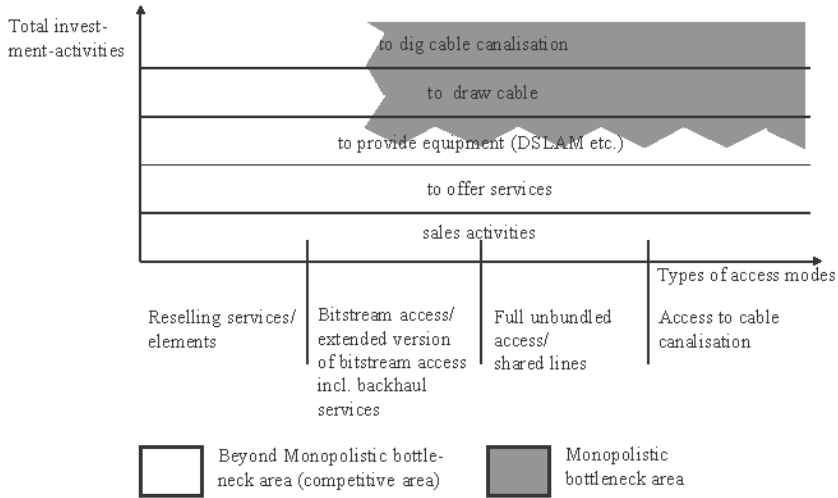 Total invest-
ment-activities
to dig cable canalisation
to draw cable
to provide equipment (DSLAM etc.)
to offer services
sales activities
Types of access modes
Reselling services/
elements
Bitstream access/
extended version
of bitstream access
incl. backhaul
services
Full unbundled
access/
shared lines
Access to cable
canalisation
Beyond Monopolistic bottle-
neck area (competitive area)
Monopolistic
bottleneck area